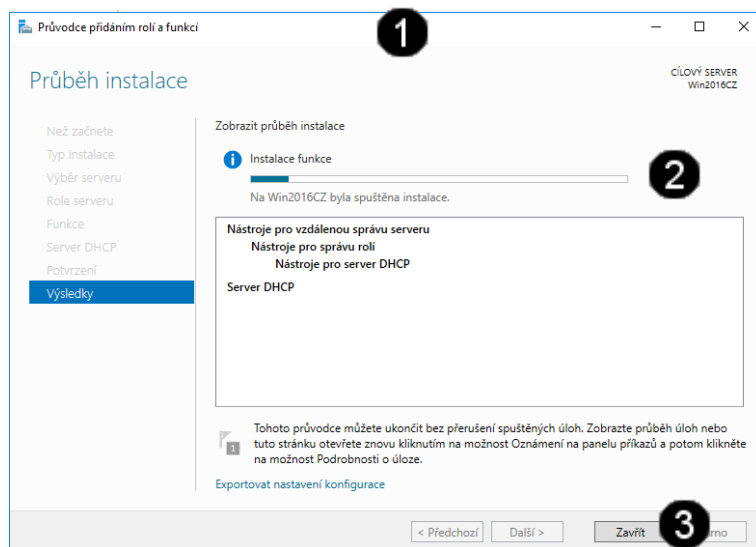 Průvodce přidáním rolí a funkcí
1
Průběh instalace
CÍLOVÝ SERVER
Win2016CZ
Než začnete
Typ instalace
Výběr serveru
Role serveru
Funkce
Server DHCP
Potvrzení
Výsledky
Zobrazit průběh instalace
Instalace funkce
2
Na Win2016CZ byla spuštěna instalace.
Nástroje pro vzdálenou správu serveru
Nástroje pro správu rolí
Nástroje pro server DHCP
Server DHCP
1
Tohoto průvodce můžete ukončit bez přerušení spuštěných úloh. Zobrazte průběh úloh nebo
tuto stránku otevřete znovu kliknutím na možnost Oznámení na panelu příkazů a potom klikněte
na možnost Podrobnosti o úloze.
Exportovat nastavení konfigurace
< Předchozí Další > Zavřít 3